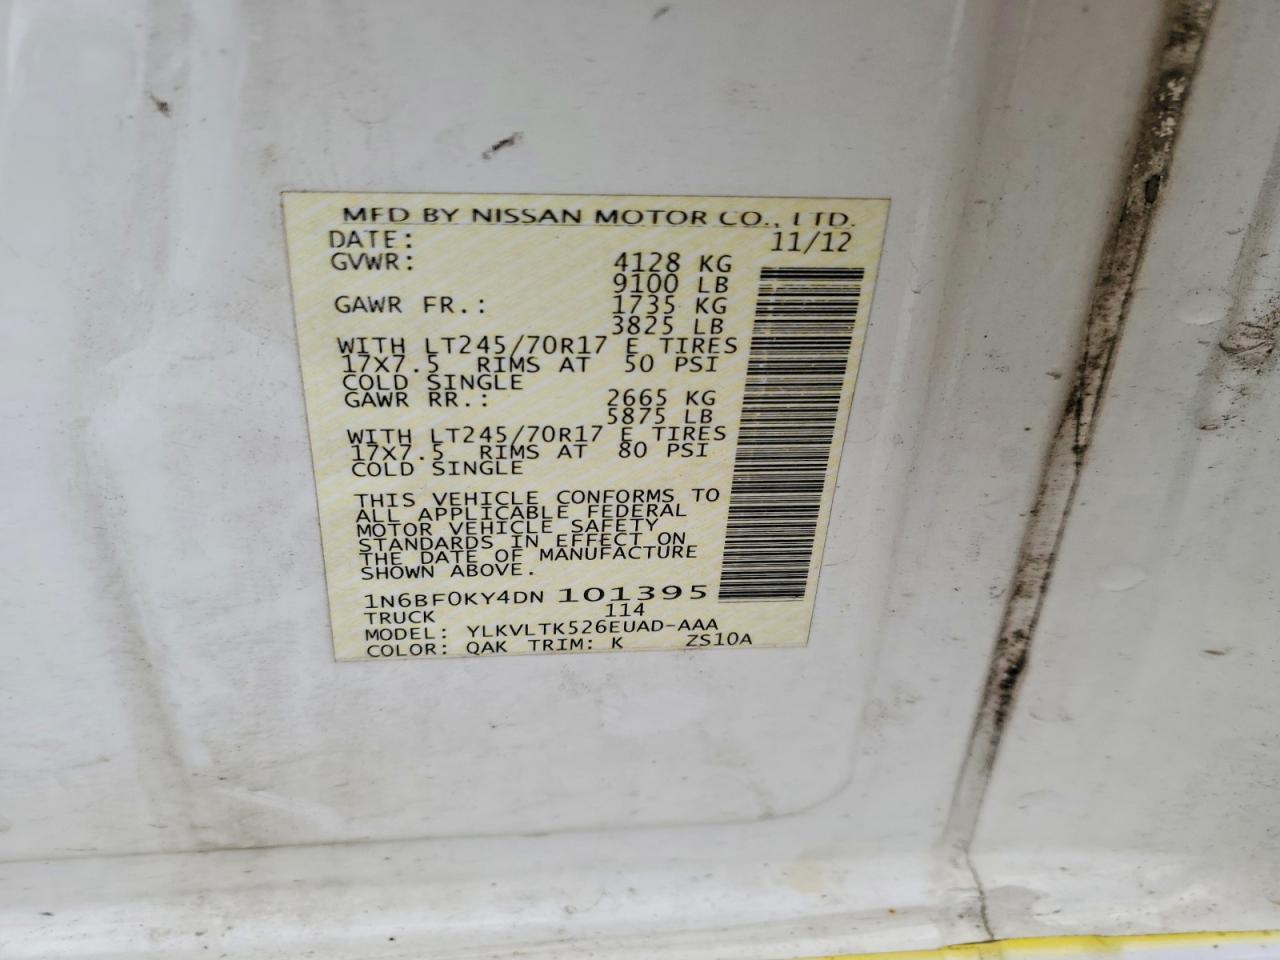 MFD BY NISSAN MOTOR CO., LTD.
DATE: 11/12
GVWR: 4128 KG
9100 LB
GAWR FR.: 1735 KG
3825 LB
WITH LT245/70R17 E TIRES
17X7.5 RIMS AT 50 PSI
COLD SINGLE
GAWR RR.: 2665 KG
5875 LB
WITH LT245/70R17 E TIRES
17X7.5 RIMS AT 80 PSI
COLD SINGLE
THIS VEHICLE CONFORMS TO
ALL APPLICABLE FEDERAL
MOTOR VEHICLE SAFETY
STANDARDS IN EFFECT ON
THE DATE OF MANUFACTURE
SHOWN ABOVE.
1N6BF0KY4DN 101395
TRUCK 114
MODEL: YLKVLTK526EUAD-AAA
COLOR: QAK TRIM: K ZS10A